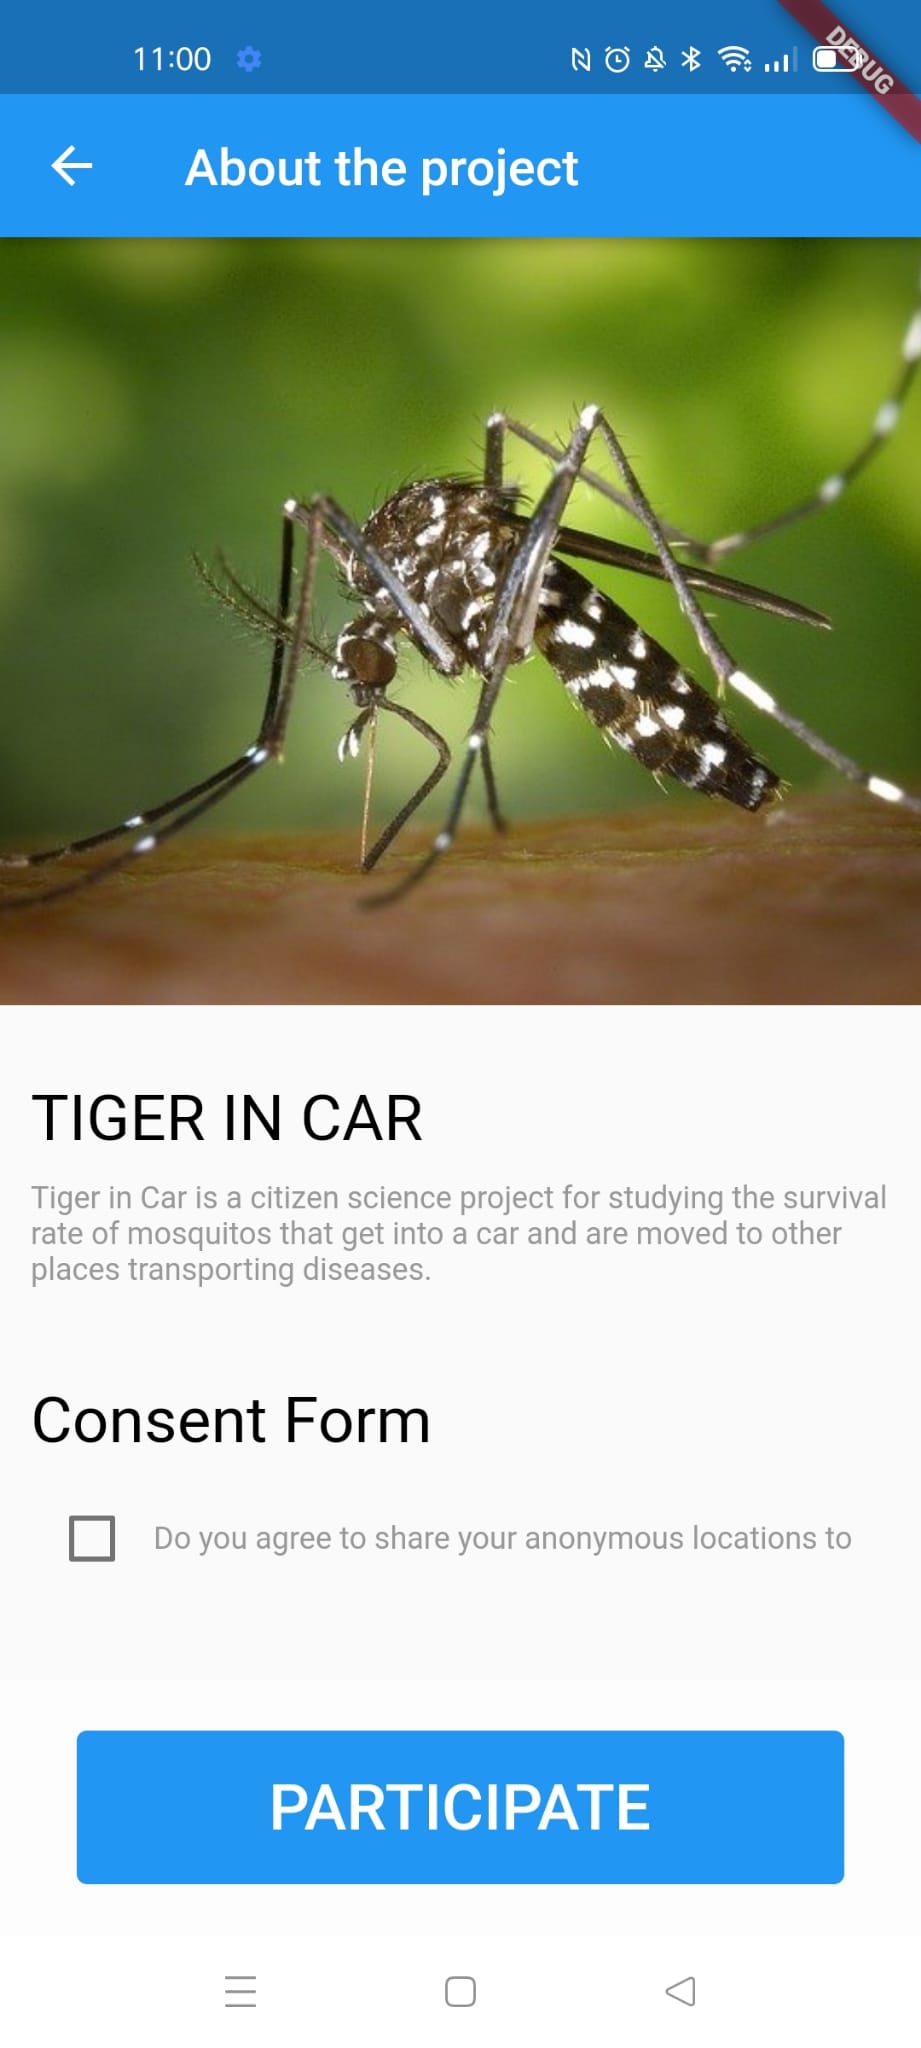 11:00
DEBUG
About the project
TIGER IN CAR
Tiger in Car is a citizen science project for studying the survival
rate of mosquitos that get into a car and are moved to other
places transporting diseases.
Consent Form
Do you agree to share your anonymous locations to
PARTICIPATE